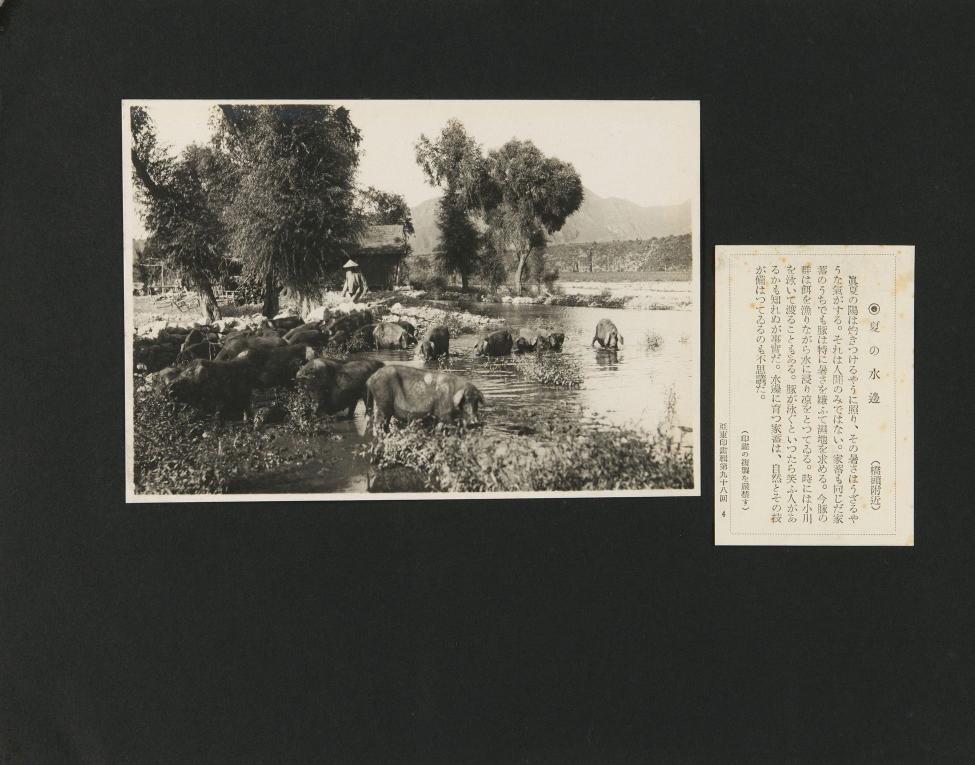 ◉夏の水邊 (橋頭附近)
眞夏の陽は灼きつけるやうに照り、その暑さはうざるや
うな氣がする。それは人間のみではない。家畜も同じだ家
畜のうちでも豚は特に暑さを嫌ふて濕地を求める。今豚の
群は餌を漁りながら水に浸り凉をとつてゐる。時には小川
を泳いで渡ることもある。豚が泳ぐといつたら笑ふ人があ
るかも知れぬが事實だ。水邊に育つ家畜は、自然とその技
が備はつてゐるのも不思議だ。
(印畫の複製を嚴禁す)
亞東印畫輯第九十八回 4